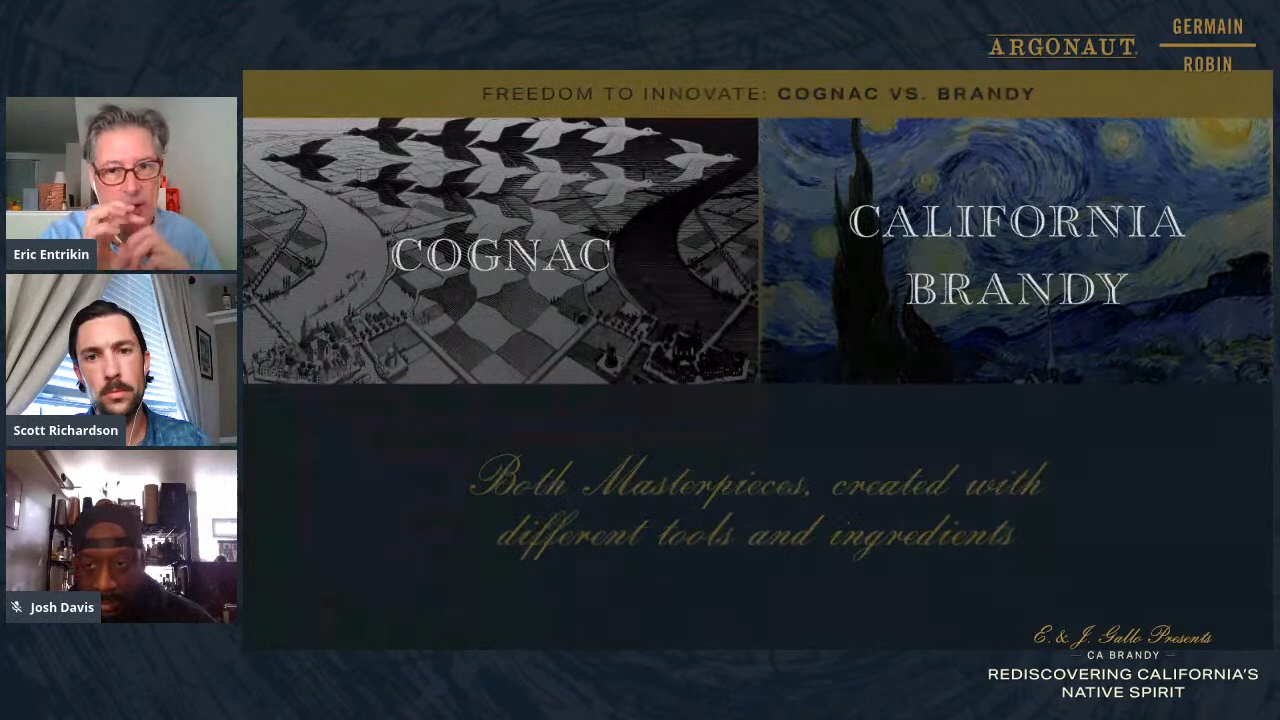 ARGONAUT
GERMAIN
ROBIN
FREEDOM TO INNOVATE: COGNAC VS. BRANDY
COGNAC
CALIFORNIA
BRANDY
Both Masterpieces, created with
different tools and ingredients
Eric Entrikin
Scott Richardson
Josh Davis
E. & J. Gallo Presents
CA BRANDY
REDISCOVERING CALIFORNIA'S
NATIVE SPIRIT